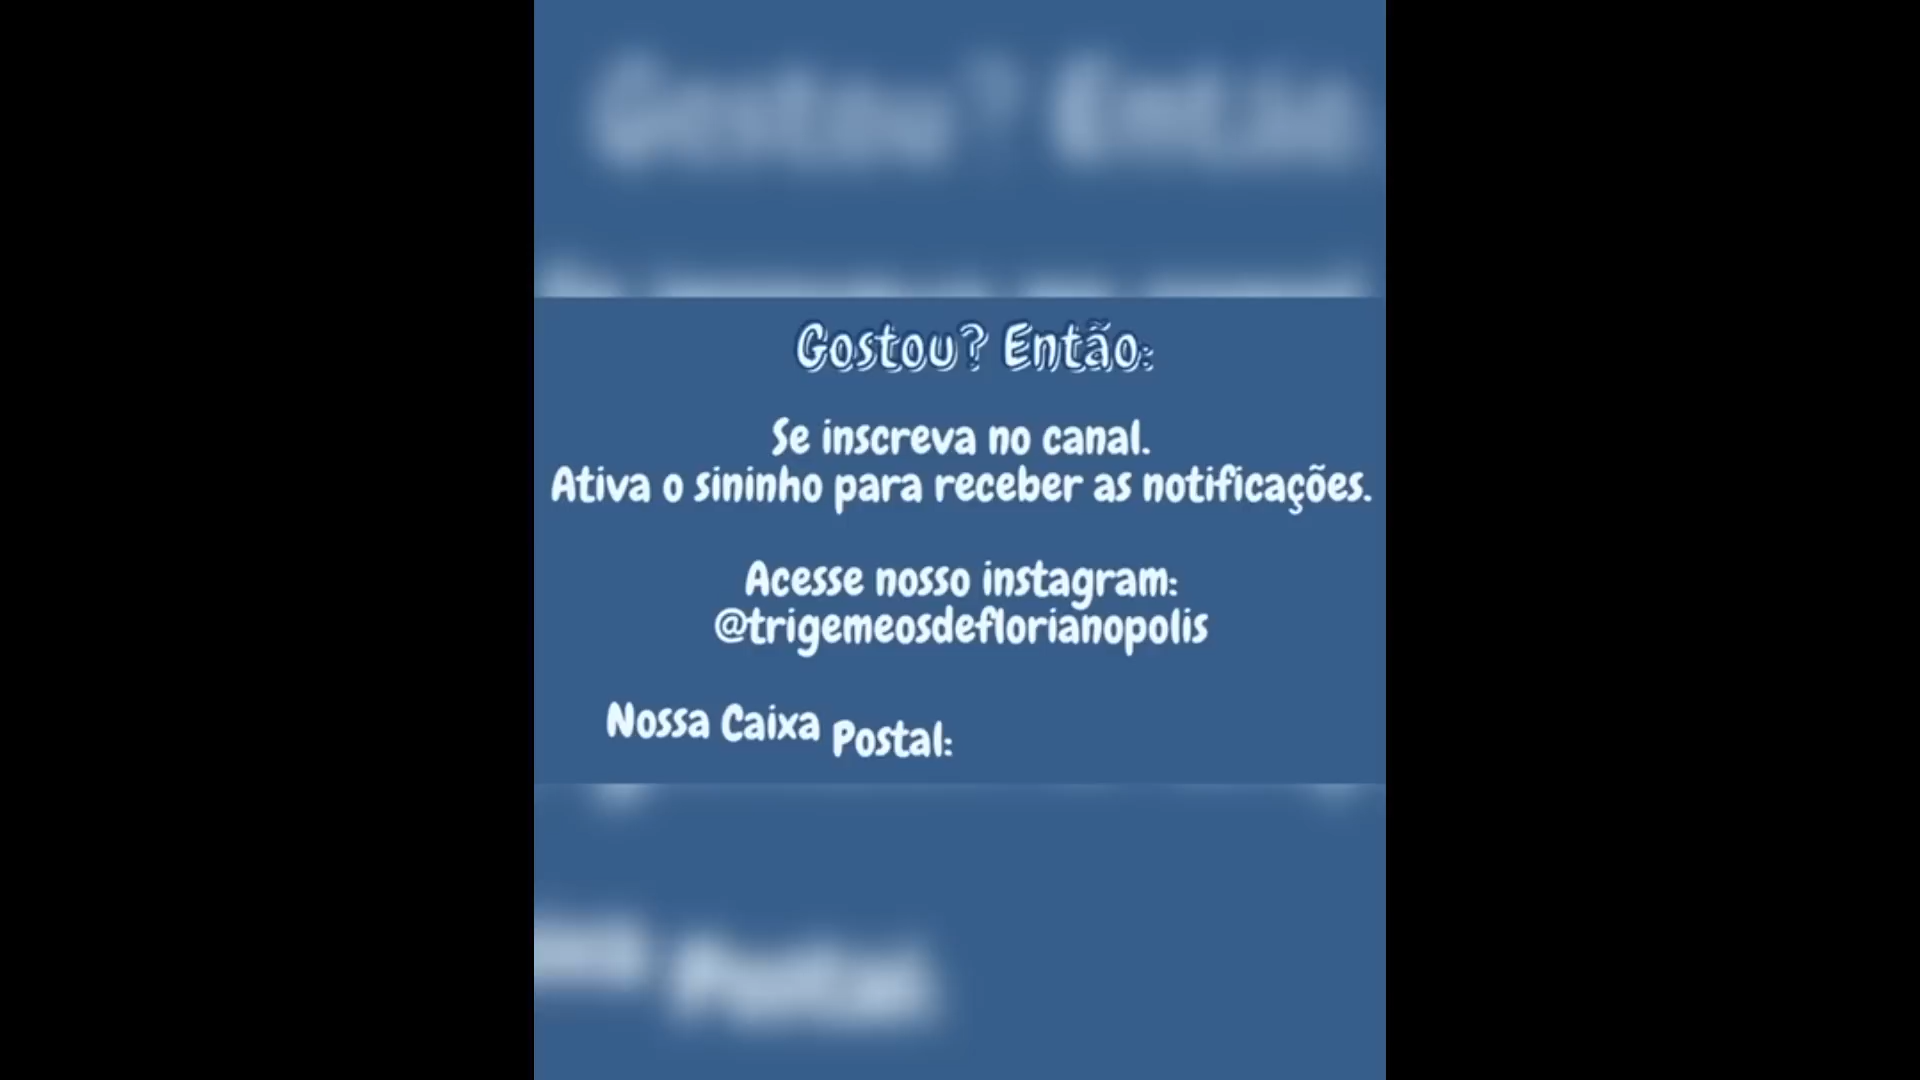 Gostou? Então:
Se inscreva no canal.
Ativa o sininho para receber as notificações.
Acesse nosso instagram:
@trigemeosdeflorianopolis
Nossa Caixa Postal: